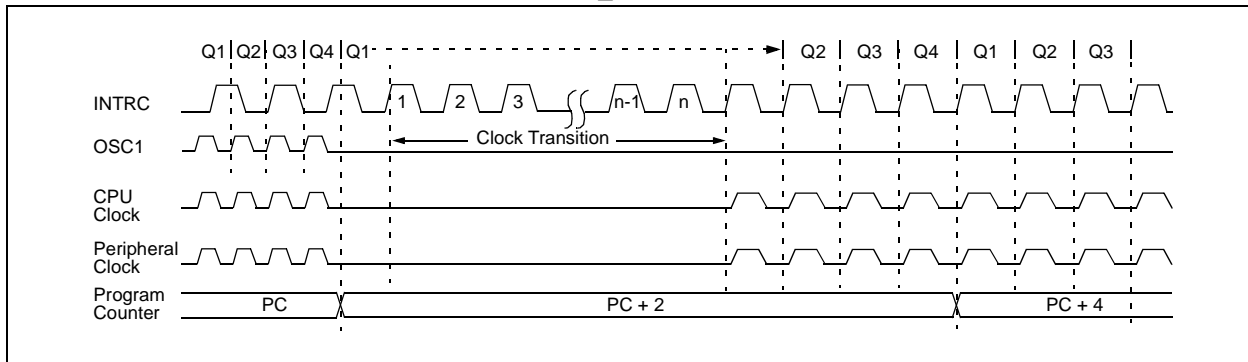 Q1 Q2 Q3 Q4 Q1 Q2 Q3 Q4 Q1 Q2 Q3
INTRC 1 2 3 n-1 n
OSC1 Clock Transition
CPU
Clock
Peripheral
Clock
Program
Counter PC PC + 2 PC + 4